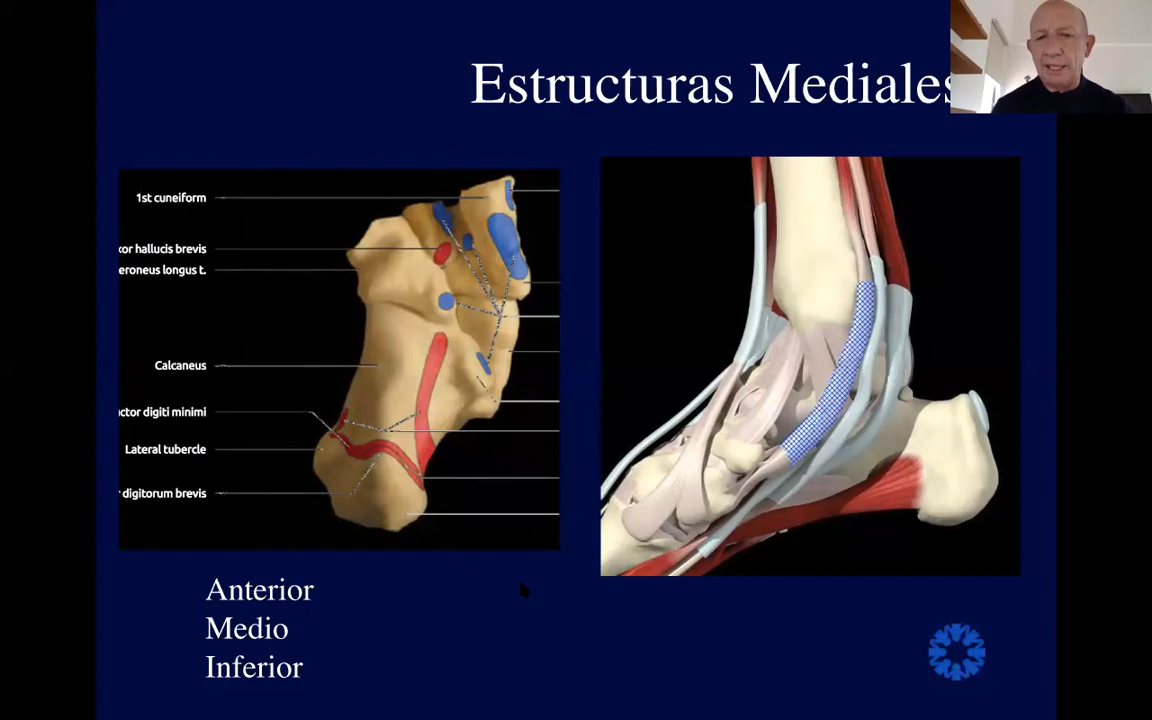 Estructuras Mediales
1st cuneiform
xor hallucis brevis
eroneus longus t.
Calcaneus
ctor digiti minimi
Lateral tubercle
digitorum brevis
Anterior
Medio
Inferior